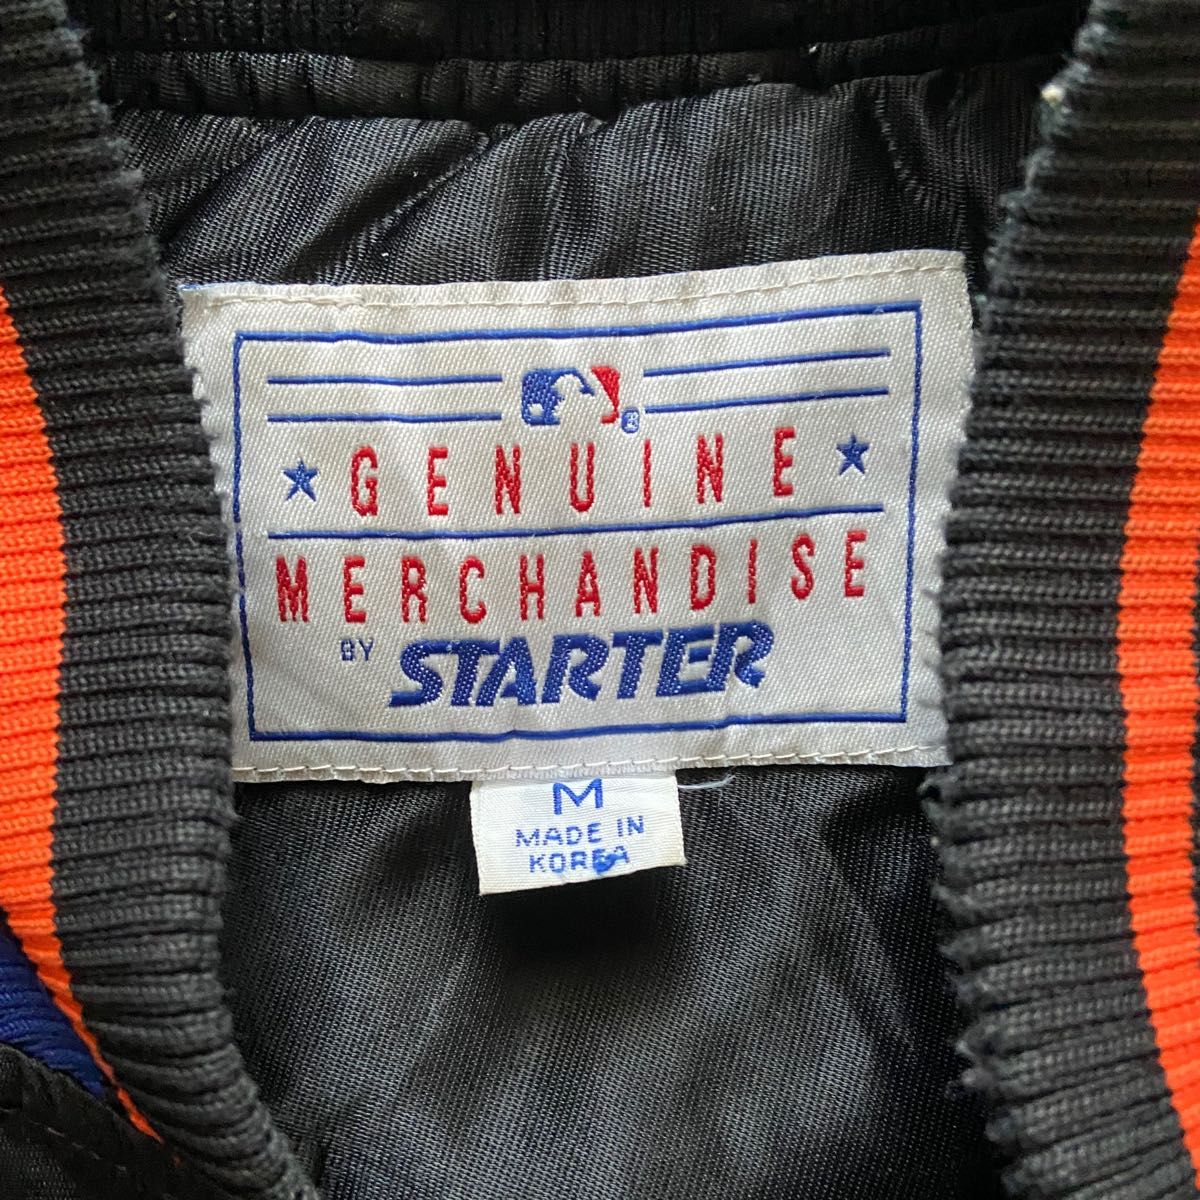 ®
GENUINE
MERCHANDISE
BY STARTER
M
MADE IN
KOREA